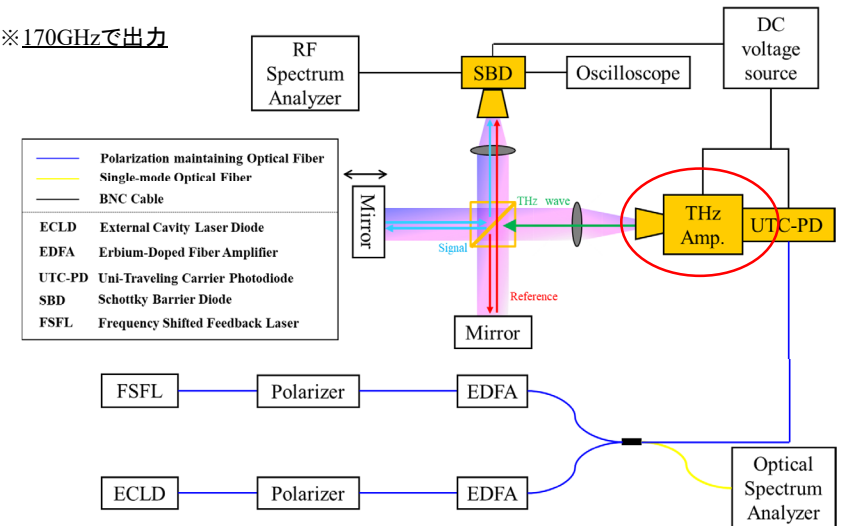 ※170GHzで出力
RF
Spectrum
Analyzer
SBD
Oscilloscope
DC
voltage
source
Polarization maintaining Optical Fiber
Single-mode Optical Fiber
BNC Cable
ECLD External Cavity Laser Diode
EDFA Erbium-Doped Fiber Amplifier
UTC-PD Uni-Traveling Carrier Photodiode
SBD Schottky Barrier Diode
FSFL Frequency Shifted Feedback Laser
Mirror
THz wave
Signal
Reference
THz
Amp.
UTC-PD
Mirror
FSFL
Polarizer
EDFA
ECLD
Polarizer
EDFA
Optical
Spectrum
Analyzer